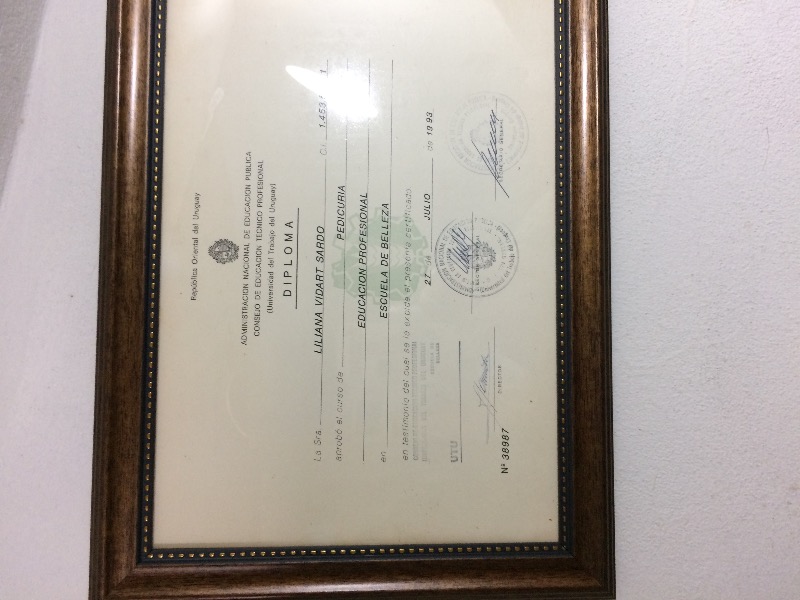 República Oriental del Uruguay
ADMINISTRACION NACIONAL DE EDUCACION PUBLICA
CONSEJO DE EDUCACION TECNICO PROFESIONAL
(Universidad del Trabajo del Uruguay)
DIPLOMA
La Sra. LILIANA VIDART SARDO C.I. 1.453.
aprobó el curso de PEDICURIA
EDUCACION PROFESIONAL
en ESCUELA DE BELLEZA
en testimonio del cual se le expide el presente certificado.
27 de JULIO de 1993
UTU
DIRECTOR
SECRETARIO GENERAL
Nº 38987